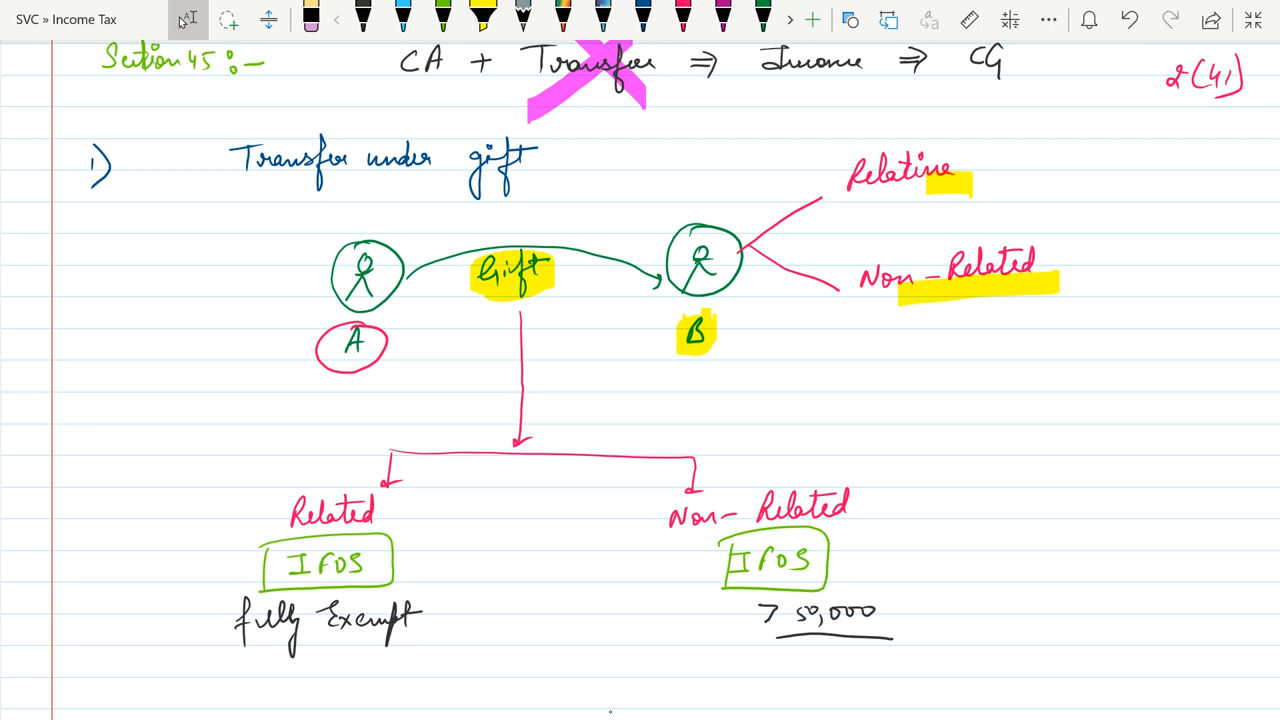 SVC » Income Tax
Section 45 :-
CA + Transfer ⇒ Income ⇒ CG
2(41)
1) Transfer under gift
Relative
Gift
Non-Related
A
B
Related
Non-Related
IFOS
IFOS
fully Exempt
> 50,000